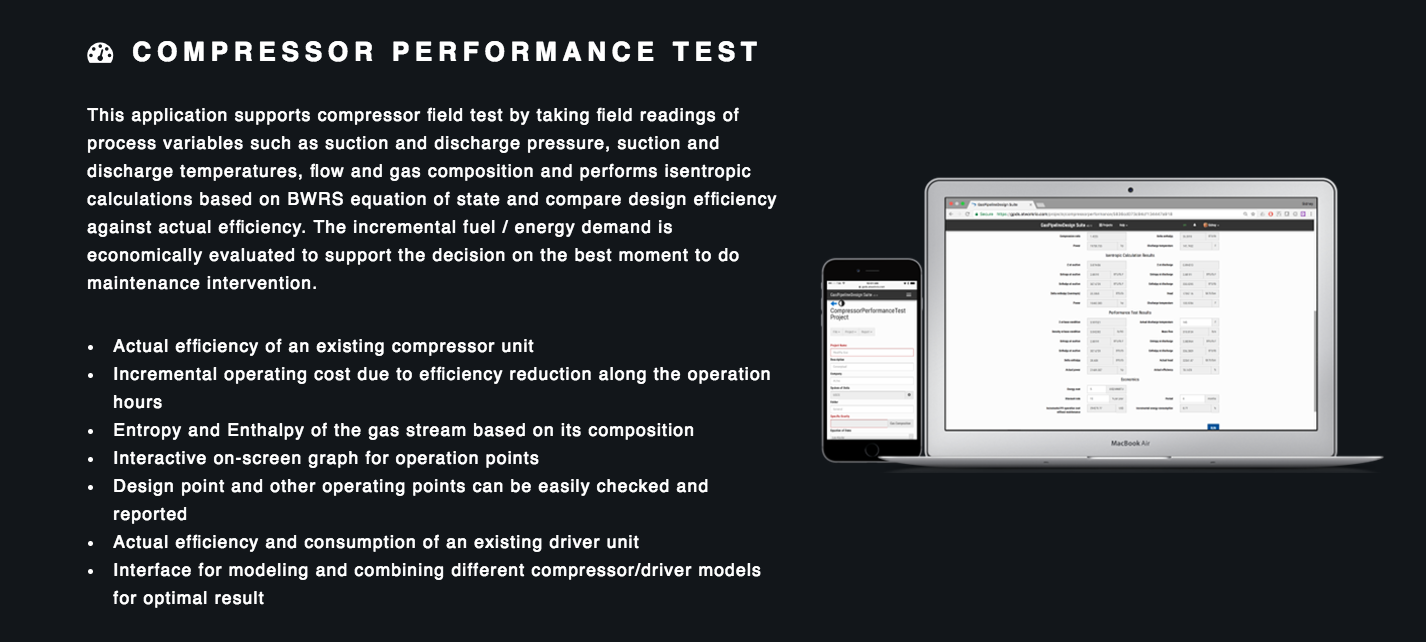 COMPRESSOR PERFORMANCE TEST
This application supports compressor field test by taking field readings of
process variables such as suction and discharge pressure, suction and
discharge temperatures, flow and gas composition and performs isentropic
calculations based on BWRS equation of state and compare design efficiency
against actual efficiency. The incremental fuel / energy demand is
economically evaluated to support the decision on the best moment to do
maintenance intervention.
• Actual efficiency of an existing compressor unit
• Incremental operating cost due to efficiency reduction along the operation
hours
• Entropy and Enthalpy of the gas stream based on its composition
• Interactive on-screen graph for operation points
• Design point and other operating points can be easily checked and
reported
• Actual efficiency and consumption of an existing driver unit
• Interface for modeling and combining different compressor/driver models
for optimal result
GasPipelineDesign Suite
CompressorPerformanceTest
Project
Project Name
Description
Company
GasPipelineDesign Suite
Isentropic Calculation Results
Performance Test Results
Economics
MacBook Air